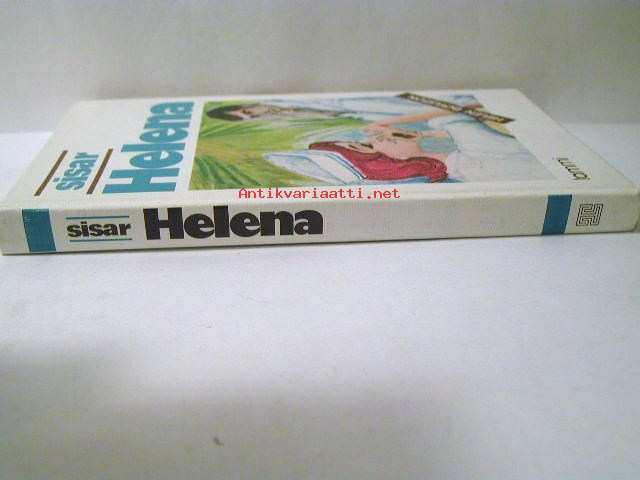 sisar
Helena
Antikvariaatti.net
sisar Helena